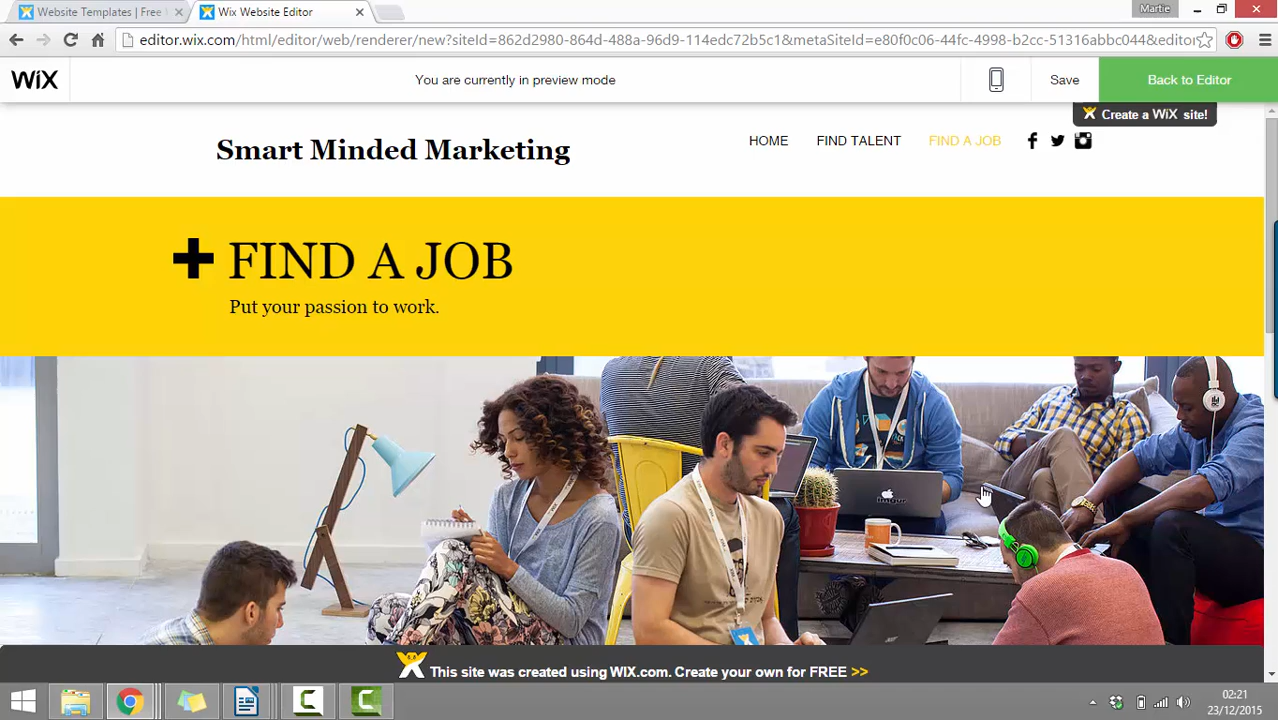 Website Templates | Free
Wix Website Editor
Martie
editor.wix.com/html/editor/web/renderer/new?siteId=862d2980-864d-488a-96d9-114edc72b5c1&metaSiteId=e80f0c06-44fc-4998-b2cc-51316abbc044&editor
WiX
You are currently in preview mode
Save
Back to Editor
Create a WiX site!
Smart Minded Marketing
HOME
FIND TALENT
FIND A JOB
FIND A JOB
Put your passion to work.
imgur
This site was created using WIX.com. Create your own for FREE >>
02:21
23/12/2015